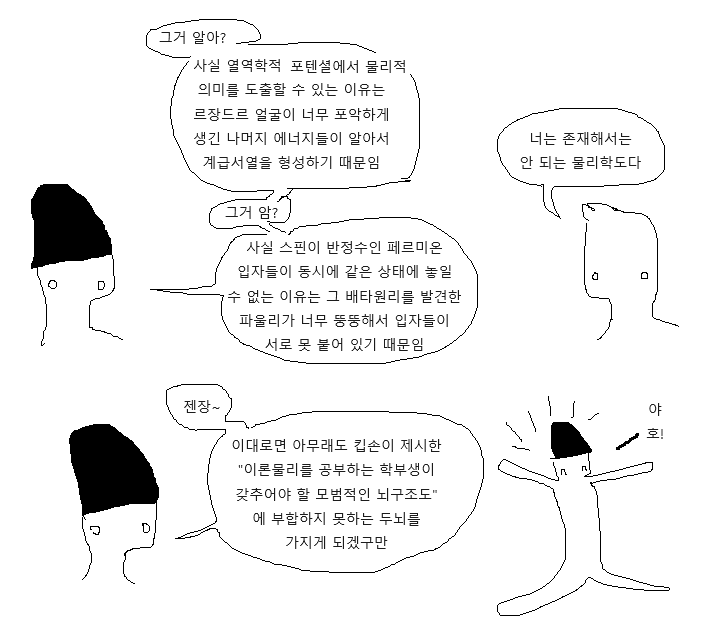 그거 알아?
사실 열역학적 포텐셜에서 물리적
의미를 도출할 수 있는 이유는
르장드르 얼굴이 너무 포악하게
생긴 나머지 에너지들이 알아서
계급서열을 형성하기 때문임
너는 존재해서는
안 되는 물리학도다
그거 암?
사실 스핀이 반정수인 페르미온
입자들이 동시에 같은 상태에 놓일
수 없는 이유는 그 배타원리를 발견한
파울리가 너무 뚱뚱해서 입자들이
서로 못 붙어 있기 때문임
젠장~
이대로면 아무래도 킵손이 제시한
"이론물리를 공부하는 학부생이
갖추어야 할 모범적인 뇌구조도"
에 부합하지 못하는 두뇌를
가지게 되겠구만
야
호!